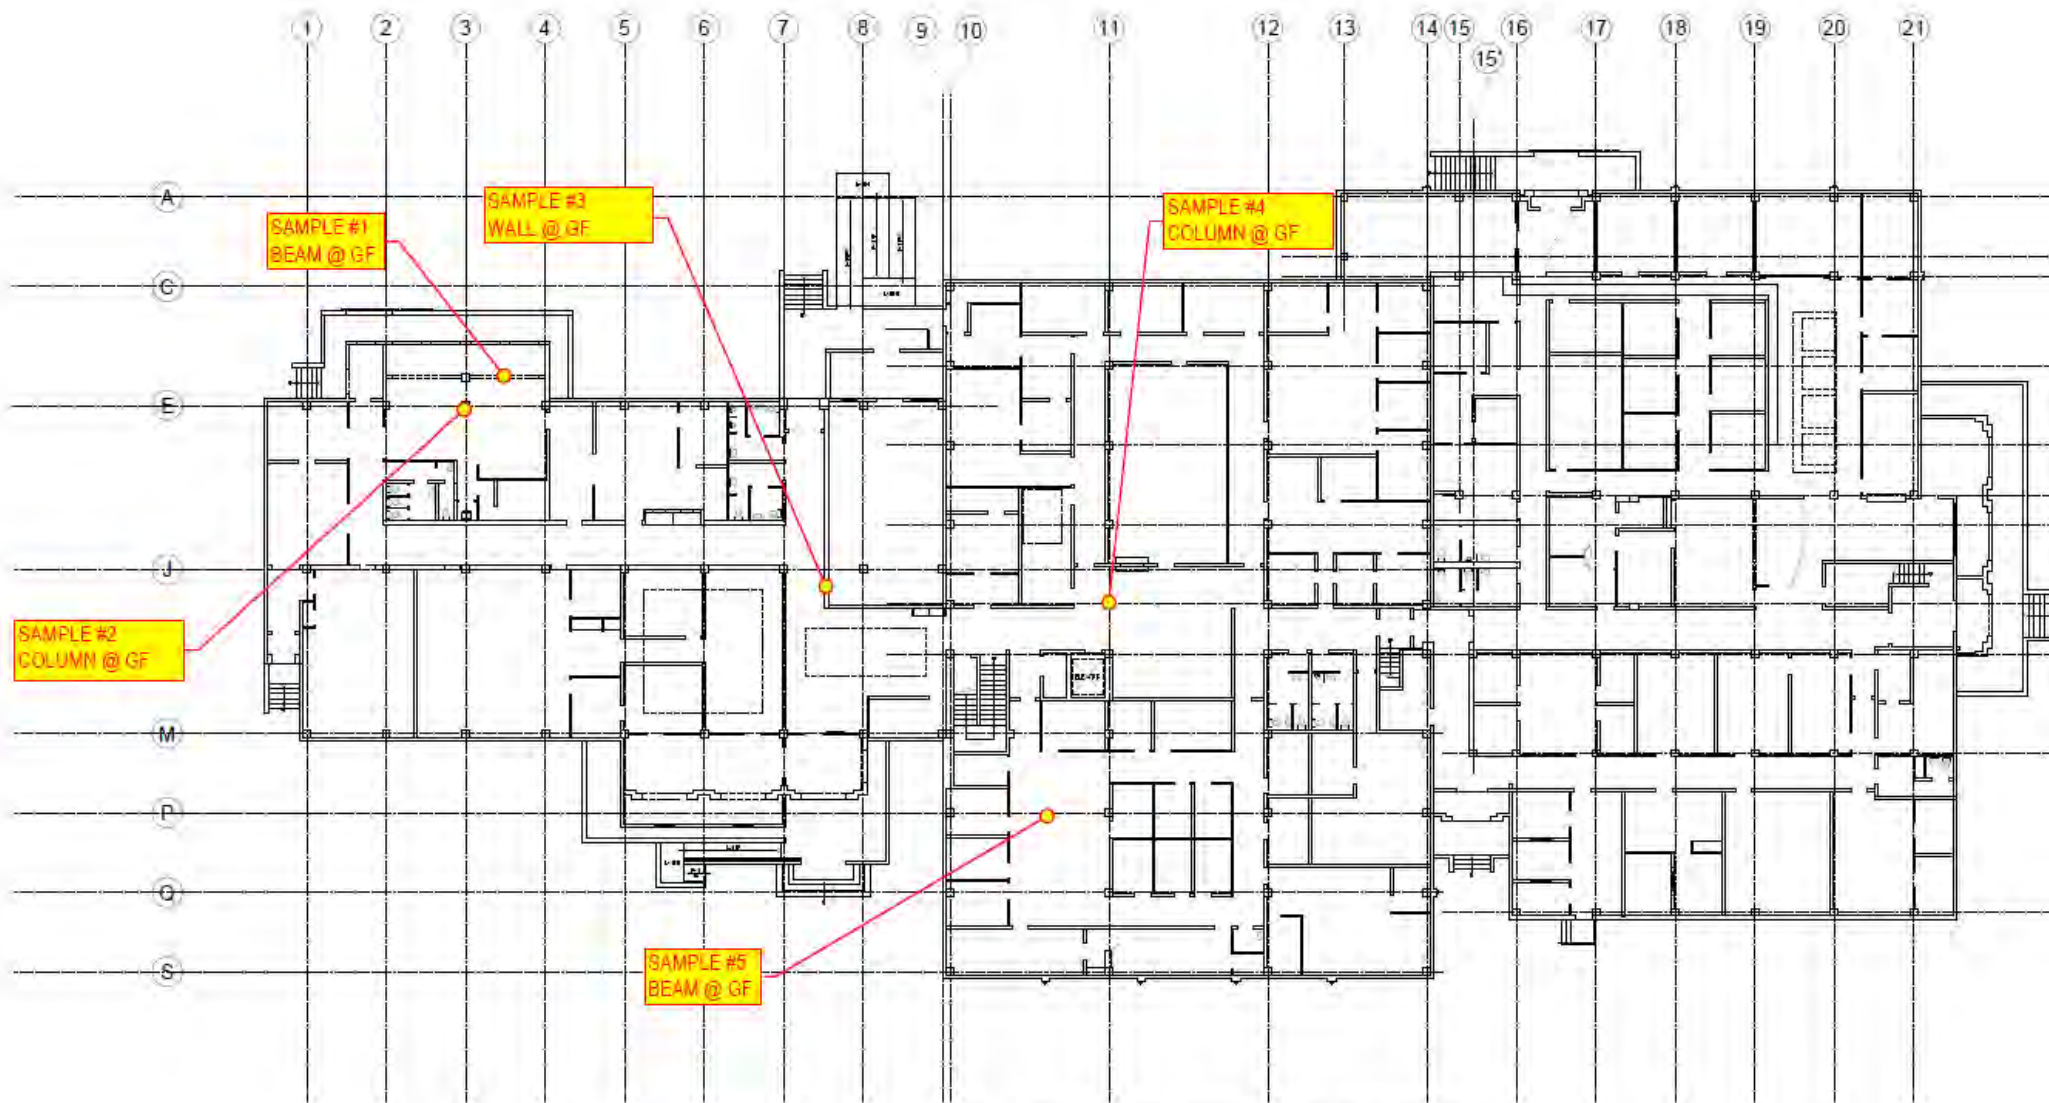 1 2 3 4 5 6 7 8 9 10 11 12 13 14 15 16 17 18 19 20 21
15'
A
SAMPLE #1
BEAM @ GF
SAMPLE #3
WALL @ GF
SAMPLE #4
COLUMN @ GF
C
E
J
SAMPLE #2
COLUMN @ GF
M
P
Q
SAMPLE #5
BEAM @ GF
S